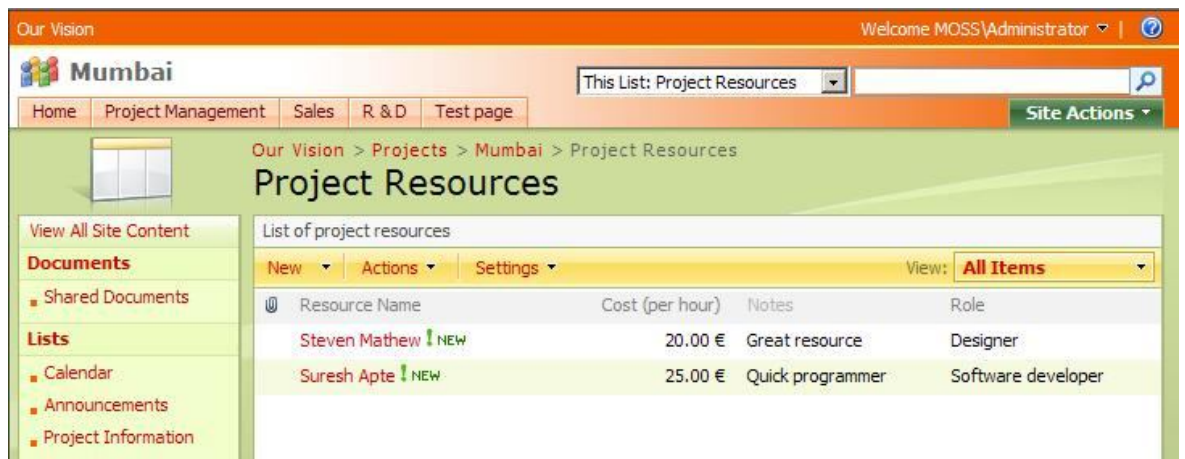 Our Vision
Welcome MOSS\Administrator
Mumbai
This List: Project Resources
Home Project Management Sales R & D Test page
Site Actions
Our Vision > Projects > Mumbai > Project Resources
Project Resources
View All Site Content
List of project resources
Documents
New Actions Settings View: All Items
Shared Documents
Resource Name Cost (per hour) Notes Role
Lists
Steven Mathew ! NEW 20.00 € Great resource Designer
Calendar
Suresh Apte ! NEW 25.00 € Quick programmer Software developer
Announcements
Project Information